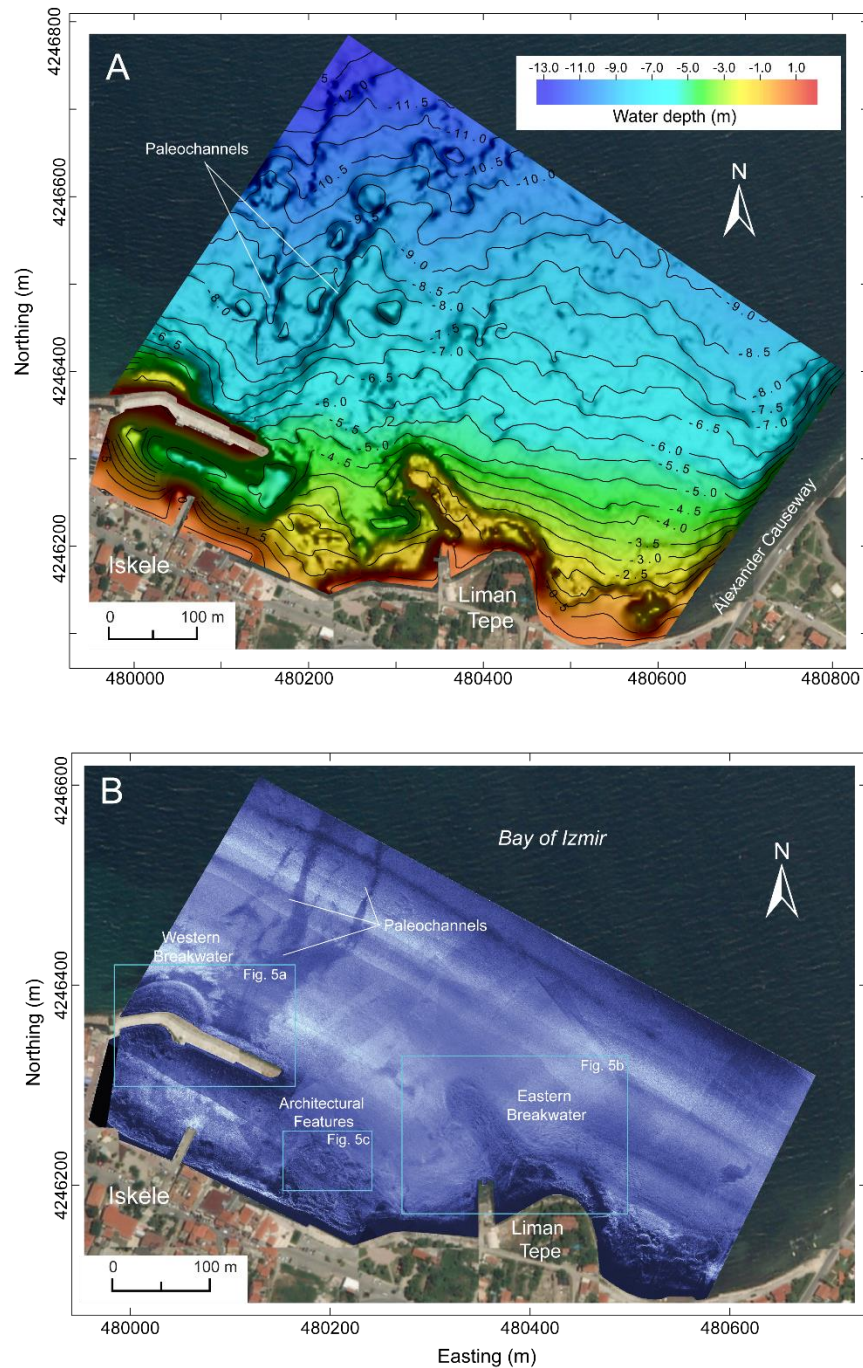 A
-13.0 -11.0 -9.0 -7.0 -5.0 -3.0 -1.0 1.0
Water depth (m)
Paleochannels
N
-12.0
-11.5
-11.0
-10.5
-10.5
-10.0
-9.5
-9.0
-9.0
-8.5
-8.5
-8.0
-8.0
-8.0
-7.5
-7.5
-7.0
-7.0
-6.5
-6.5
-6.5
-6.0
-6.0
-5.5
-5.0
-5.0
-4.5
-4.5
-4.0
-3.5
-3.0
-2.5
-1.5
Alexander Causeway
Iskele
Liman
Tepe
0 100 m
Northing (m)
4246800
4246600
4246400
4246200
480000 480200 480400 480600 480800
B
Bay of Izmir
N
Paleochannels
Western
Breakwater
Fig. 5a
Fig. 5b
Eastern
Breakwater
Architectural
Features
Fig. 5c
Iskele
Liman
Tepe
0 100 m
Northing (m)
4246600
4246400
4246200
480000 480200 480400 480600
Easting (m)